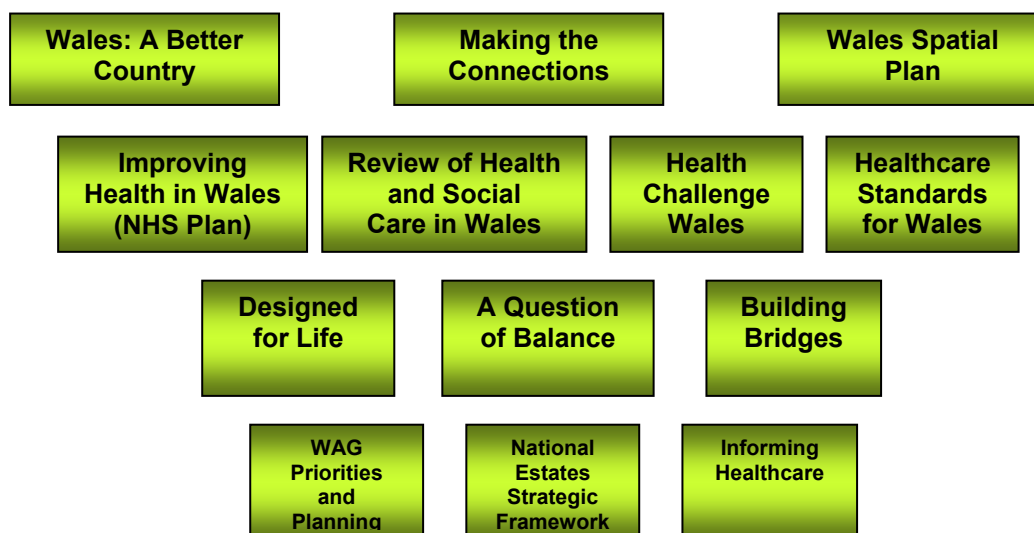 Wales: A Better
Country
Making the
Connections
Wales Spatial
Plan
Improving
Health in Wales
(NHS Plan)
Review of Health
and Social
Care in Wales
Health
Challenge
Wales
Healthcare
Standards
for Wales
Designed
for Life
A Question
of Balance
Building
Bridges
WAG
Priorities
and
Planning
National
Estates
Strategic
Framework
Informing
Healthcare